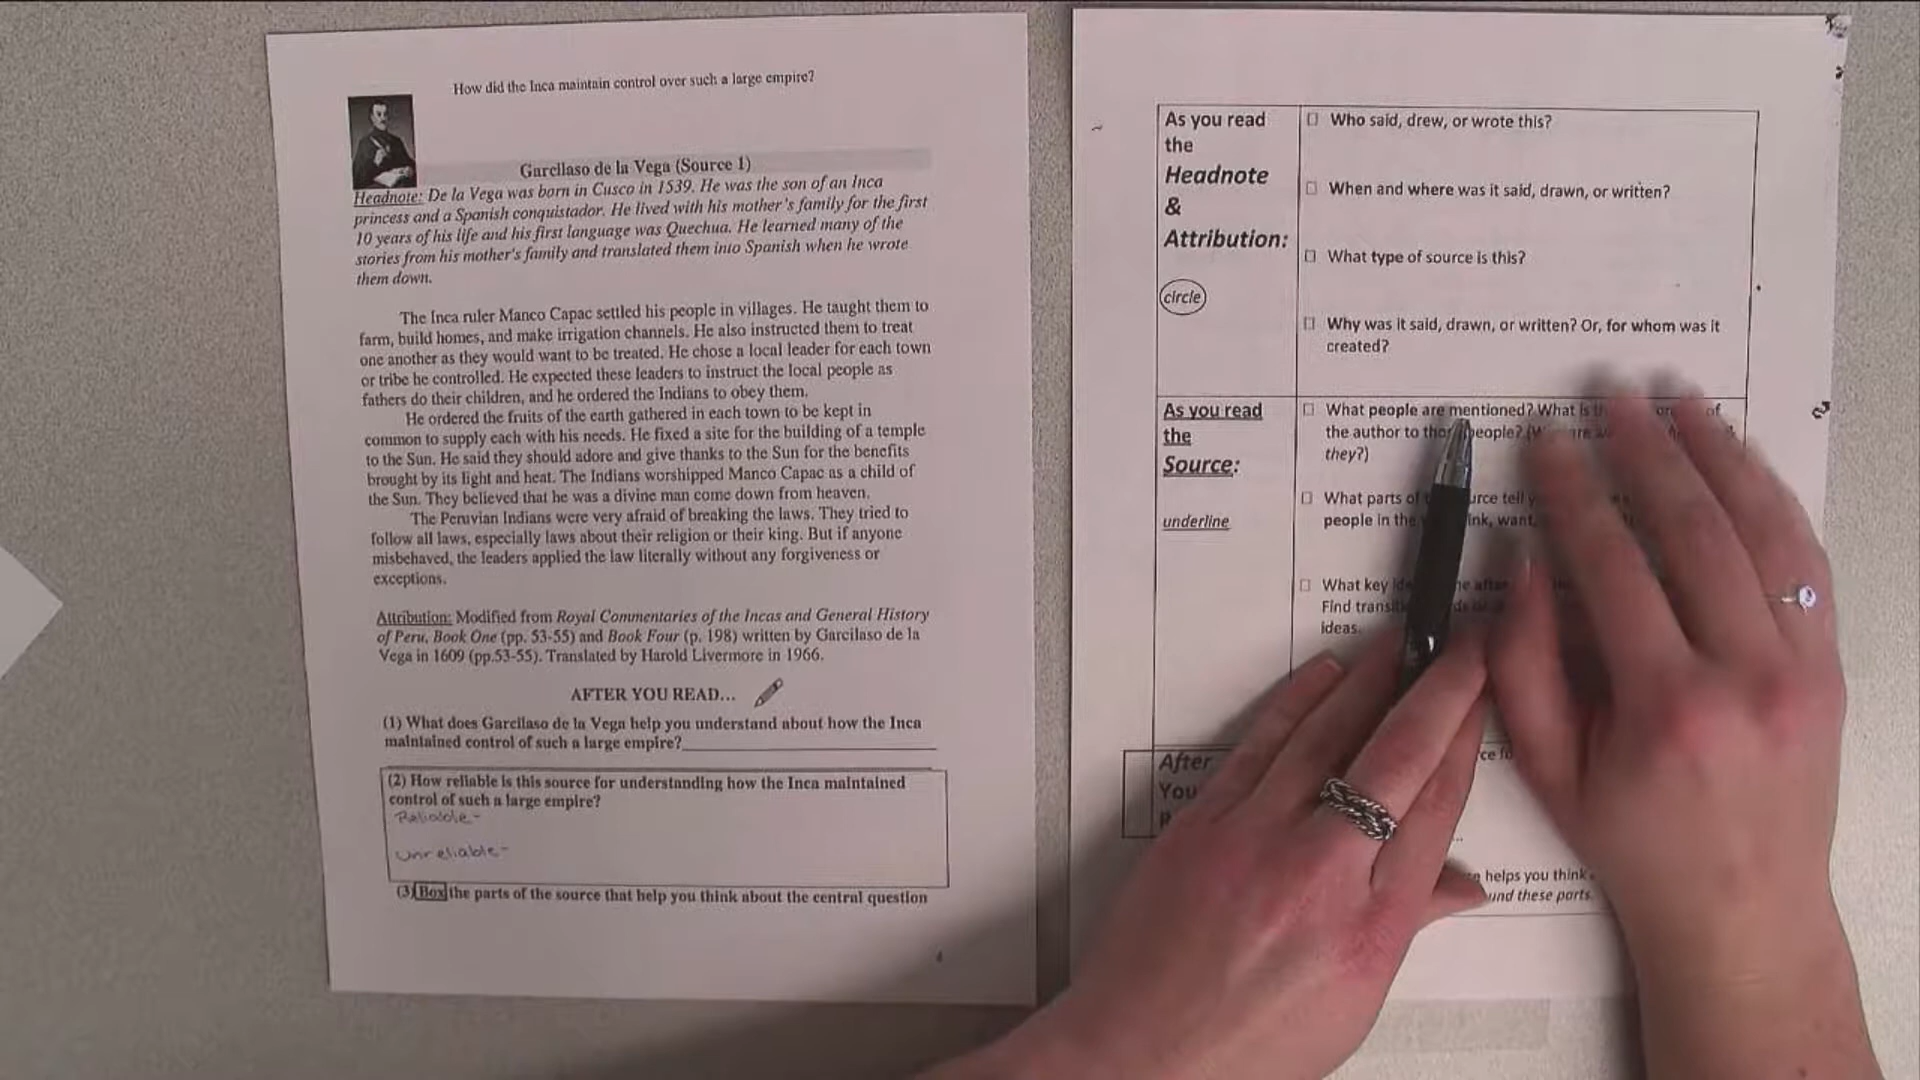 How did the Inca maintain control over such a large empire?
Garcllaso de la Vega (Source 1)
Headnote: De la Vega was born in Cusco in 1539. He was the son of an Inca
princess and a Spanish conquistador. He lived with his mother's family for the first
10 years of his life and his first language was Quechua. He learned many of the
stories from his mother's family and translated them into Spanish when he wrote
them down.
The Inca ruler Manco Capac settled his people in villages. He taught them to
farm, build homes, and make irrigation channels. He also instructed them to treat
one another as they would want to be treated. He chose a local leader for each town
or tribe he controlled. He expected these leaders to instruct the local people as
fathers do their children, and he ordered the Indians to obey them.
He ordered the fruits of the earth gathered in each town to be kept in
common to supply each with his needs. He fixed a site for the building of a temple
to the Sun. He said they should adore and give thanks to the Sun for the benefits
brought by its light and heat. The Indians worshipped Manco Capac as a child of
the Sun. They believed that he was a divine man come down from heaven.
The Peruvian Indians were very afraid of breaking the laws. They tried to
follow all laws, especially laws about their religion or their king. But if anyone
misbehaved, the leaders applied the law literally without any forgiveness or
exceptions.
Attribution: Modified from Royal Commentaries of the Incas and General History
of Peru, Book One (pp. 53-55) and Book Four (p. 198) written by Garcilaso de la
Vega in 1609 (pp.53-55). Translated by Harold Livermore in 1966.
AFTER YOU READ...
(1) What does Garcilaso de la Vega help you understand about how the Inca
maintained control of such a large empire?
(2) How reliable is this source for understanding how the Inca maintained
control of such a large empire?
Reliable-
unreliable-
(3) Box the parts of the source that help you think about the central question
4
As you read
the
Headnote
&
Attribution:
circle
Who said, drew, or wrote this?
When and where was it said, drawn, or written?
What type of source is this?
Why was it said, drawn, or written? Or, for whom was it
created?
As you read
the
Source:
underline
What people are mentioned? What is of
the author to people?
they?)
What parts of tell
people in the want,
What key
Find
ideas.
After
You
helps you think
these parts.